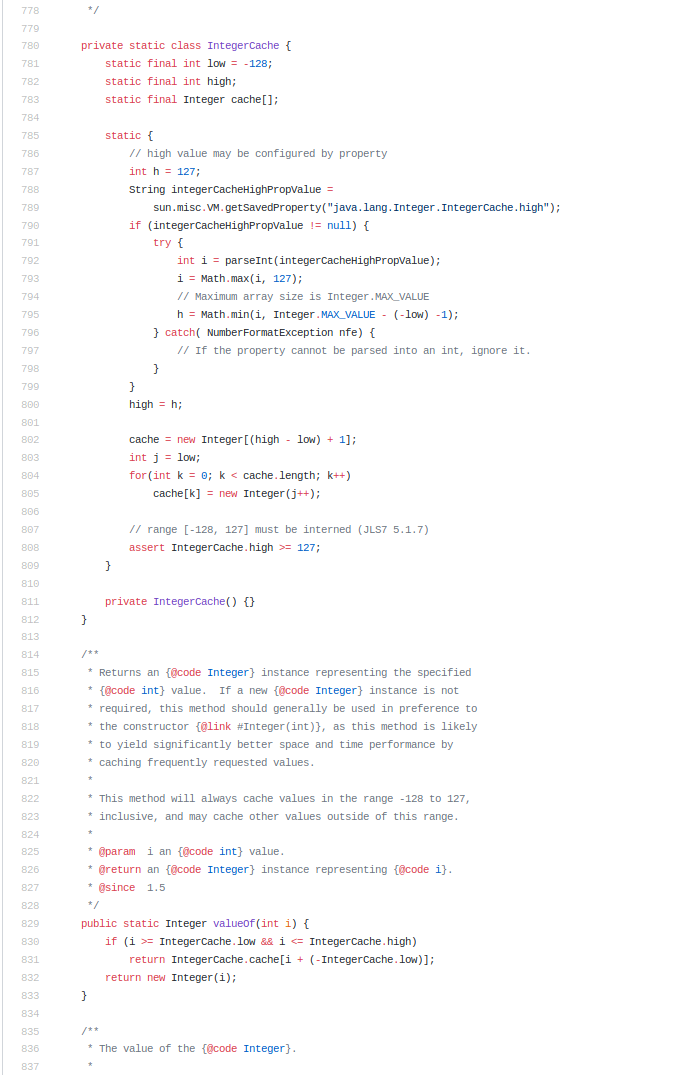 778         */
779
780        private static class IntegerCache {
781            static final int low = -128;
782            static final int high;
783            static final Integer cache[];
784
785            static {
786                // high value may be configured by property
787                int h = 127;
788                String integerCacheHighPropValue =
789                    sun.misc.VM.getSavedProperty("java.lang.Integer.IntegerCache.high");
790                if (integerCacheHighPropValue != null) {
791                    try {
792                        int i = parseInt(integerCacheHighPropValue);
793                        i = Math.max(i, 127);
794                        // Maximum array size is Integer.MAX_VALUE
795                        h = Math.min(i, Integer.MAX_VALUE - (-low) -1);
796                    } catch( NumberFormatException nfe) {
797                        // If the property cannot be parsed into an int, ignore it.
798                    }
799                }
800                high = h;
801
802                cache = new Integer[(high - low) + 1];
803                int j = low;
804                for(int k = 0; k < cache.length; k++)
805                    cache[k] = new Integer(j++);
806
807                // range [-128, 127] must be interned (JLS7 5.1.7)
808                assert IntegerCache.high >= 127;
809            }
810
811            private IntegerCache() {}
812        }
813
814        /**
815         * Returns an {@code Integer} instance representing the specified
816         * {@code int} value.  If a new {@code Integer} instance is not
817         * required, this method should generally be used in preference to
818         * the constructor {@link #Integer(int)}, as this method is likely
819         * to yield significantly better space and time performance by
820         * caching frequently requested values.
821         *
822         * This method will always cache values in the range -128 to 127,
823         * inclusive, and may cache other values outside of this range.
824         *
825         * @param  i an {@code int} value.
826         * @return an {@code Integer} instance representing {@code i}.
827         * @since  1.5
828         */
829        public static Integer valueOf(int i) {
830            if (i >= IntegerCache.low && i <= IntegerCache.high)
831                return IntegerCache.cache[i + (-IntegerCache.low)];
832            return new Integer(i);
833        }
834
835        /**
836         * The value of the {@code Integer}.
837         *